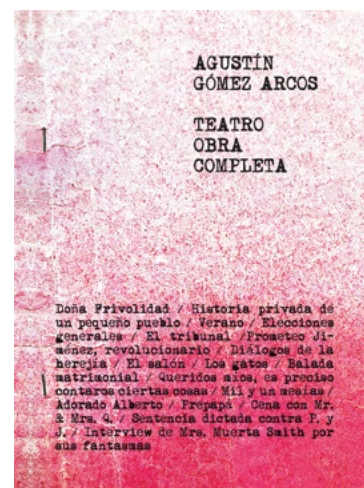 AGUSTÍN
GÓMEZ ARCOS
TEATRO
OBRA
COMPLETA
Doña Frivolidad / Historia privada de
un pequeño pueblo / Verano / Elecciones
generales / El tribunal / Prometeo Ji-
ménez, revolucionario / Diálogos de la
herejía / El salón / Los gatos / Balada
matrimonial / Queridos míos, es preciso
contaros ciertas cosas / Mil y un mesías /
Adorado Alberto / Prepapá / Cena con Mr.
& Mrs. Q. / Sentencia dictada contra P. y
J. / Interview de Mrs. Muerta Smith por
sus fantasmas